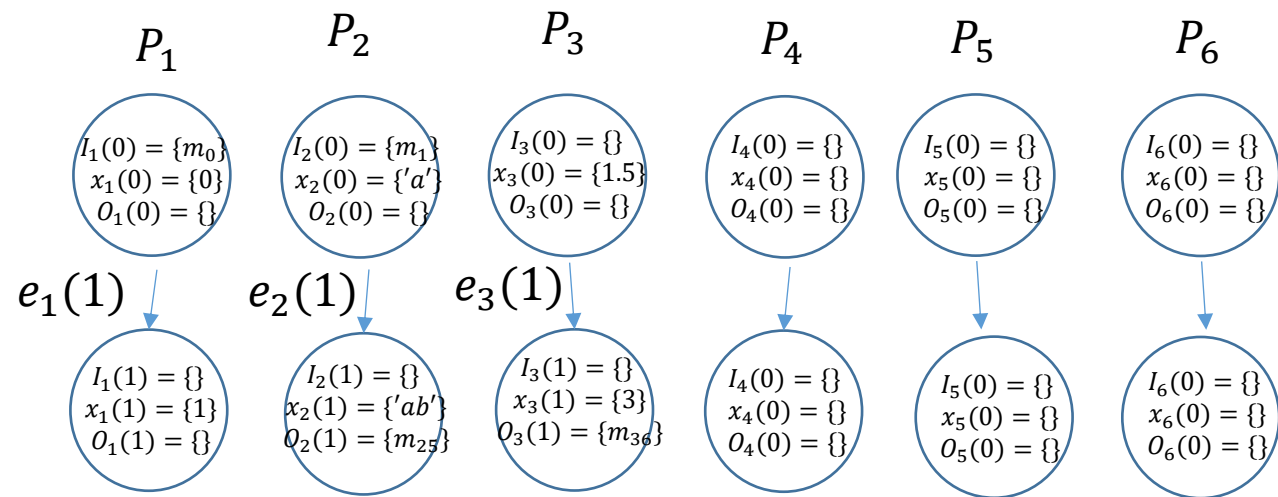 P₁ P₂ P₃ P₄ P₅ P₆
I₁(0) = {m₀}
x₁(0) = {0}
O₁(0) = {}
I₂(0) = {m₁}
x₂(0) = {'a'}
O₂(0) = {}
I₃(0) = {}
x₃(0) = {1.5}
O₃(0) = {}
I₄(0) = {}
x₄(0) = {}
O₄(0) = {}
I₅(0) = {}
x₅(0) = {}
O₅(0) = {}
I₆(0) = {}
x₆(0) = {}
O₆(0) = {}
e₁(1) e₂(1) e₃(1)
I₁(1) = {}
x₁(1) = {1}
O₁(1) = {}
I₂(1) = {}
x₂(1) = {'ab'}
O₂(1) = {m₂₅}
I₃(1) = {}
x₃(1) = {3}
O₃(1) = {m₃₆}
I₄(0) = {}
x₄(0) = {}
O₄(0) = {}
I₅(0) = {}
x₅(0) = {}
O₅(0) = {}
I₆(0) = {}
x₆(0) = {}
O₆(0) = {}